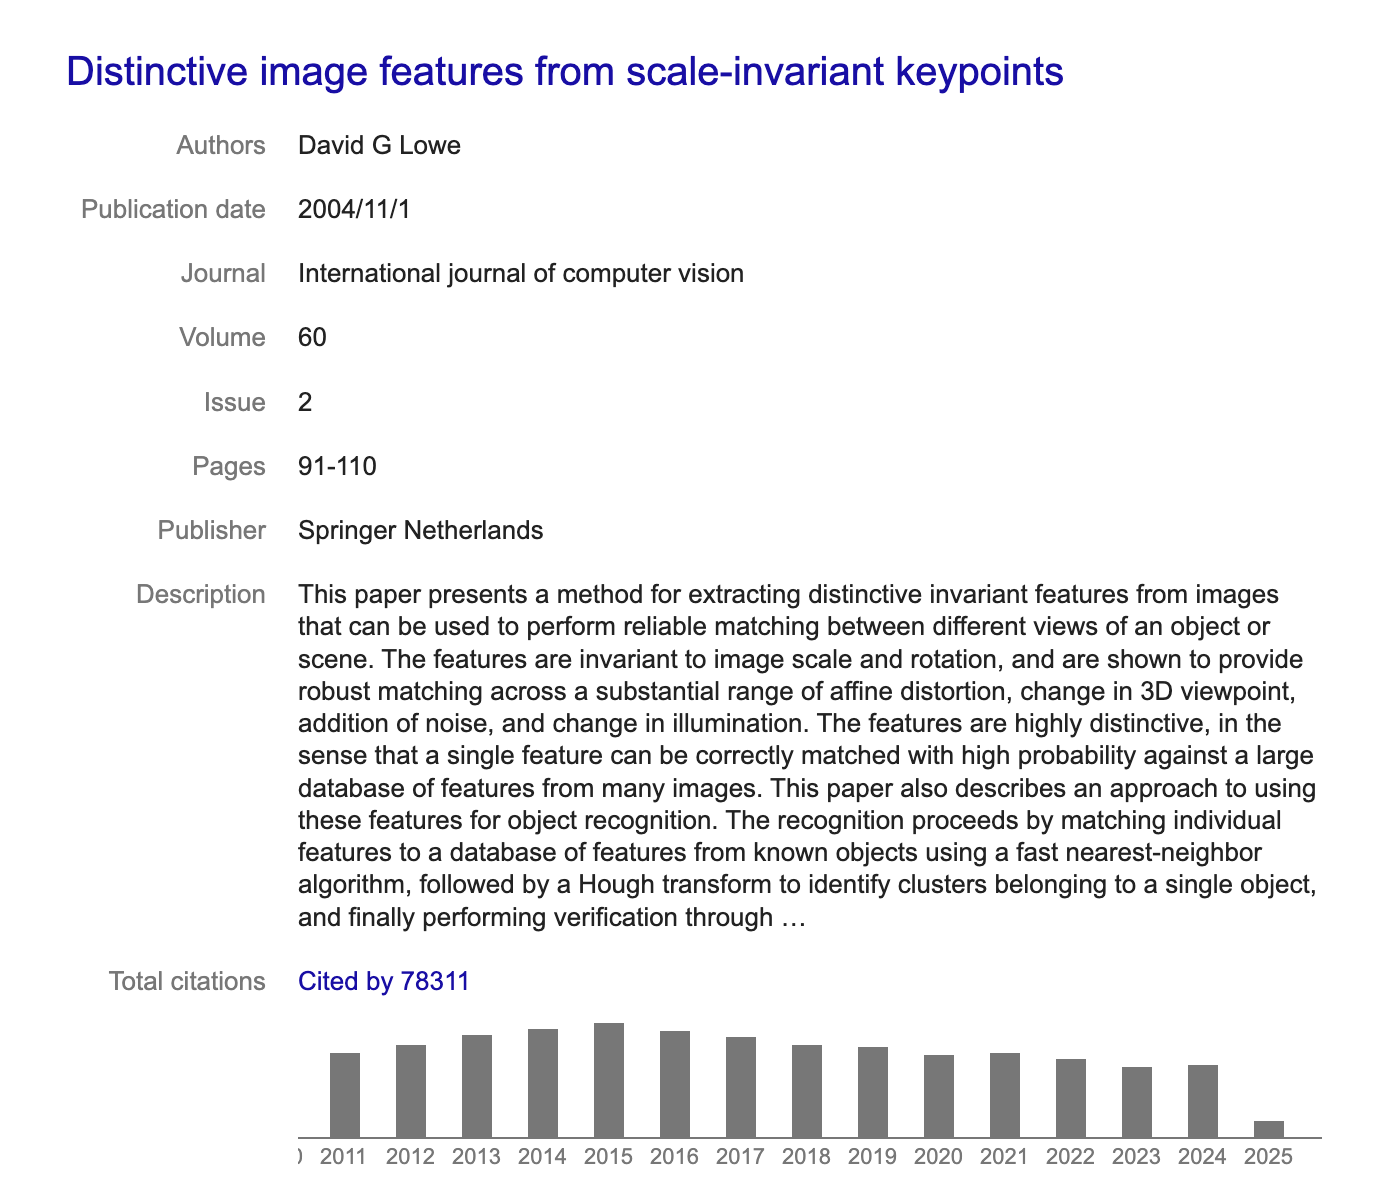 Distinctive image features from scale-invariant keypoints
Authors David G Lowe
Publication date 2004/11/1
Journal International journal of computer vision
Volume 60
Issue 2
Pages 91-110
Publisher Springer Netherlands
Description This paper presents a method for extracting distinctive invariant features from images
that can be used to perform reliable matching between different views of an object or
scene. The features are invariant to image scale and rotation, and are shown to provide
robust matching across a substantial range of affine distortion, change in 3D viewpoint,
addition of noise, and change in illumination. The features are highly distinctive, in the
sense that a single feature can be correctly matched with high probability against a large
database of features from many images. This paper also describes an approach to using
these features for object recognition. The recognition proceeds by matching individual
features to a database of features from known objects using a fast nearest-neighbor
algorithm, followed by a Hough transform to identify clusters belonging to a single object,
and finally performing verification through …
Total citations Cited by 78311
2011 2012 2013 2014 2015 2016 2017 2018 2019 2020 2021 2022 2023 2024 2025